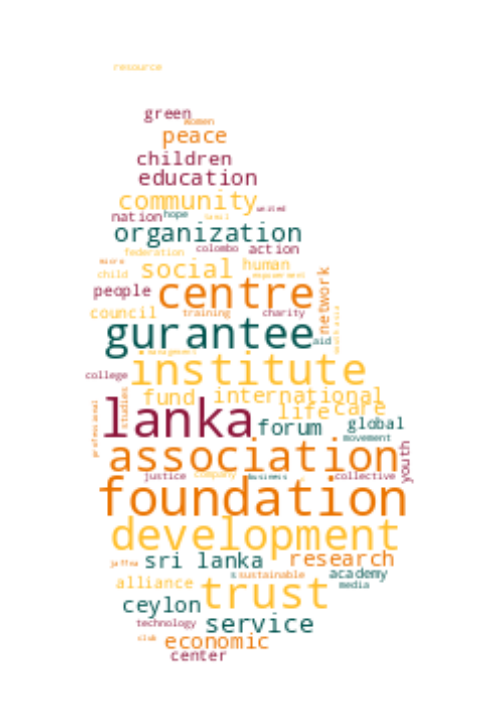 resource
green
women
peace
children
education
community
nation hope tamil united
organization
federation colombo action
micro
child social human
empowerment
people centre network
council training charity
gurantee aid
south asia
management
college institute
studies fund international
professional lanka life care
forum global
movement
association youth
justice company business collective
foundation
development
jaffna sri lanka research
alliance s sustainable academy
trust media
ceylon
technology service
club economic
center